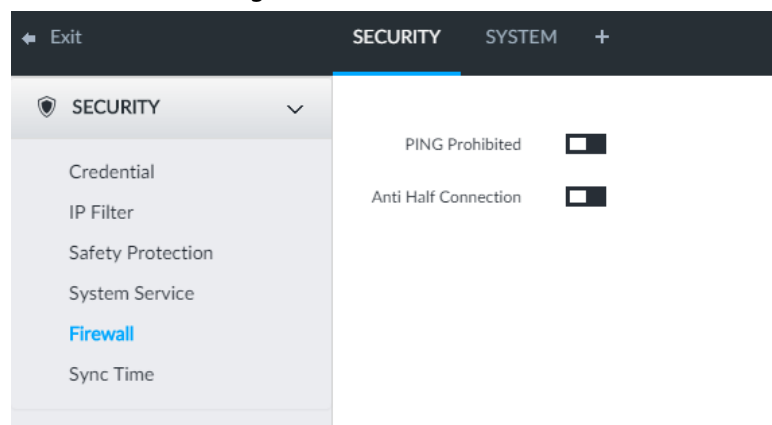 Exit
SECURITY SYSTEM +
SECURITY
Credential
IP Filter
Safety Protection
System Service
Firewall
Sync Time
PING Prohibited
Anti Half Connection